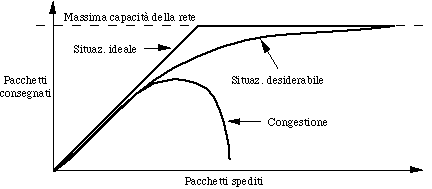 Massima capacità della rete
Situaz. ideale
Pacchetti
consegnati
Situaz. desiderabile
Congestione
Pacchetti spediti